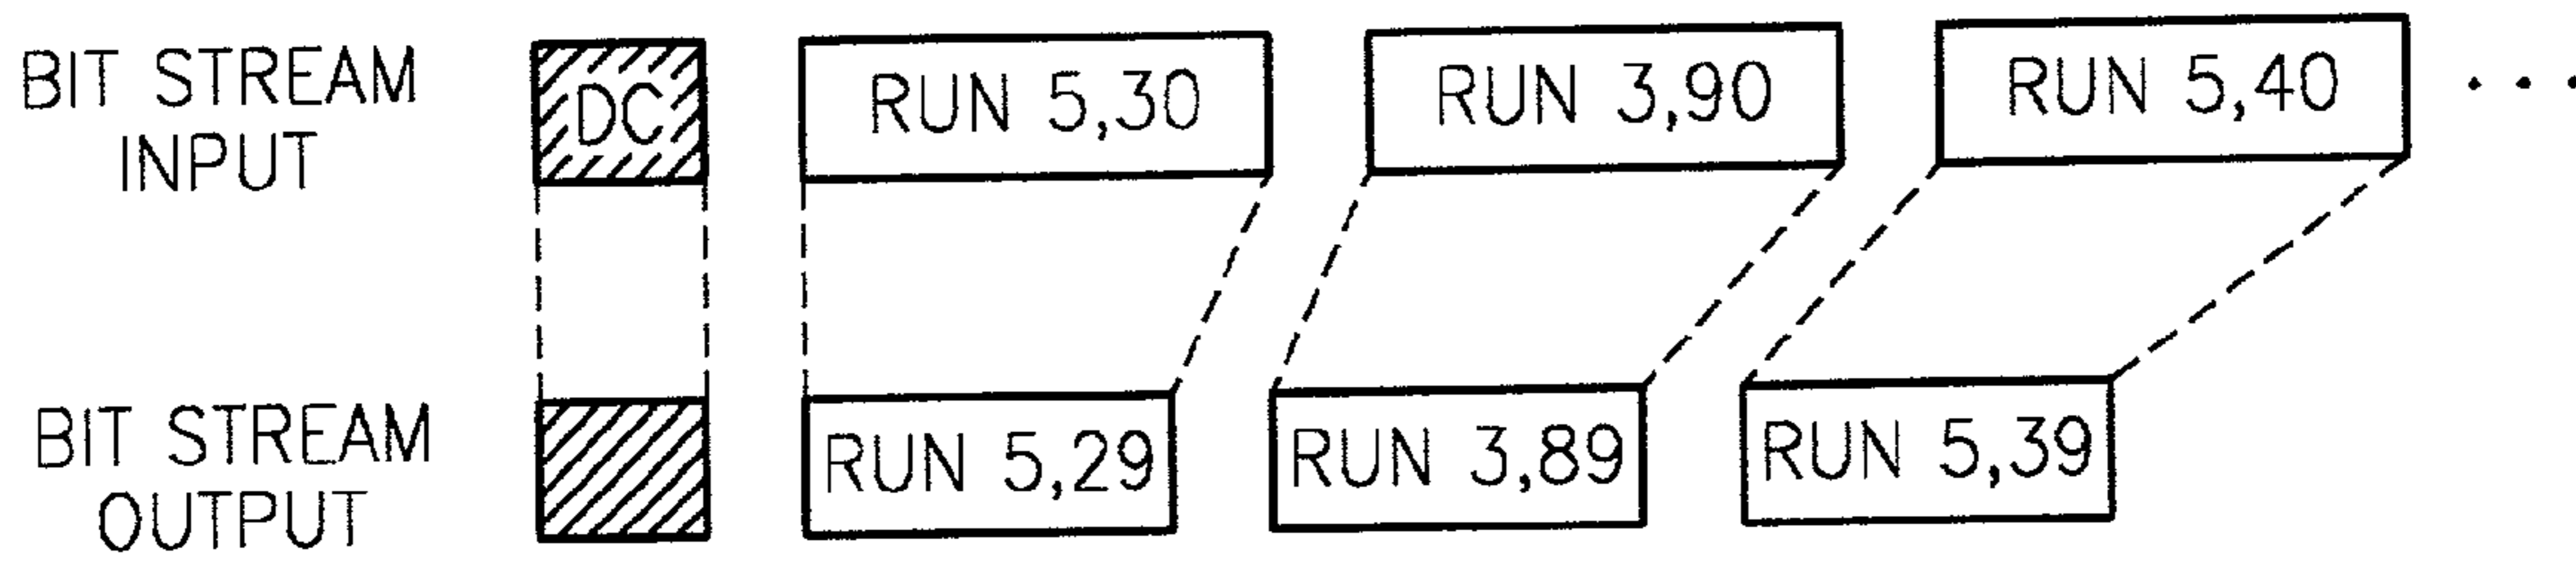 BIT STREAM
INPUT
DC
RUN 5,30
RUN 3,90
RUN 5,40
...
BIT STREAM
OUTPUT
RUN 5,29
RUN 3,89
RUN 5,39